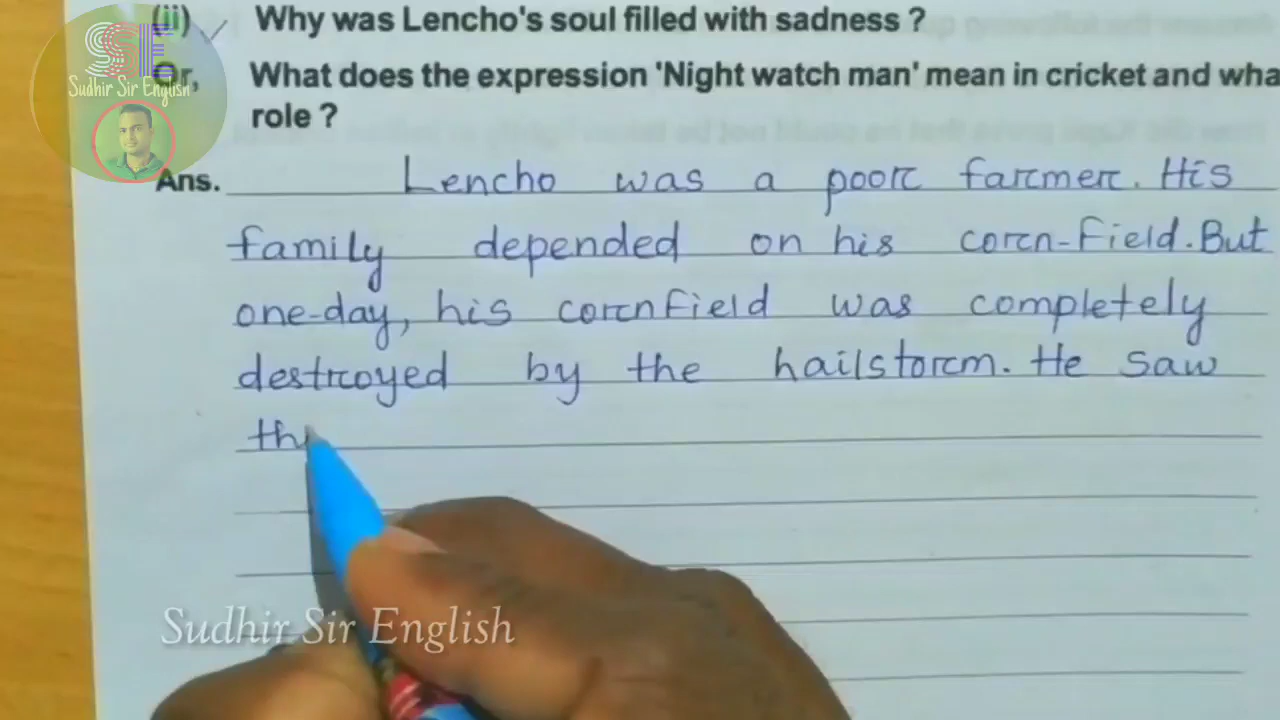 (ii) Why was Lencho's soul filled with sadness ?
Or, What does the expression 'Night watch man' mean in cricket and
role ?
Ans. Lencho was a poor farmer. His
family depended on his corn-field. But
one-day, his cornfield was completely
destroyed by the hailstorm. He saw
SE
Sudhir Sir English
Sudhir Sir English